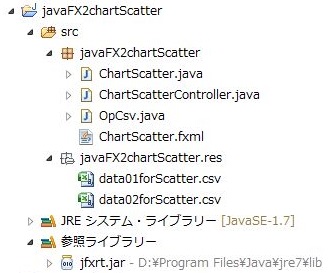 javaFX2chartScatter
src
javaFX2chartScatter
ChartScatter.java
ChartScatterController.java
OpCsv.java
ChartScatter.fxml
javaFX2chartScatter.res
data01forScatter.csv
data02forScatter.csv
JRE システム・ライブラリー [JavaSE-1.7]
参照ライブラリー
jfxrt.jar - D:¥Program Files¥Java¥jre7¥lib